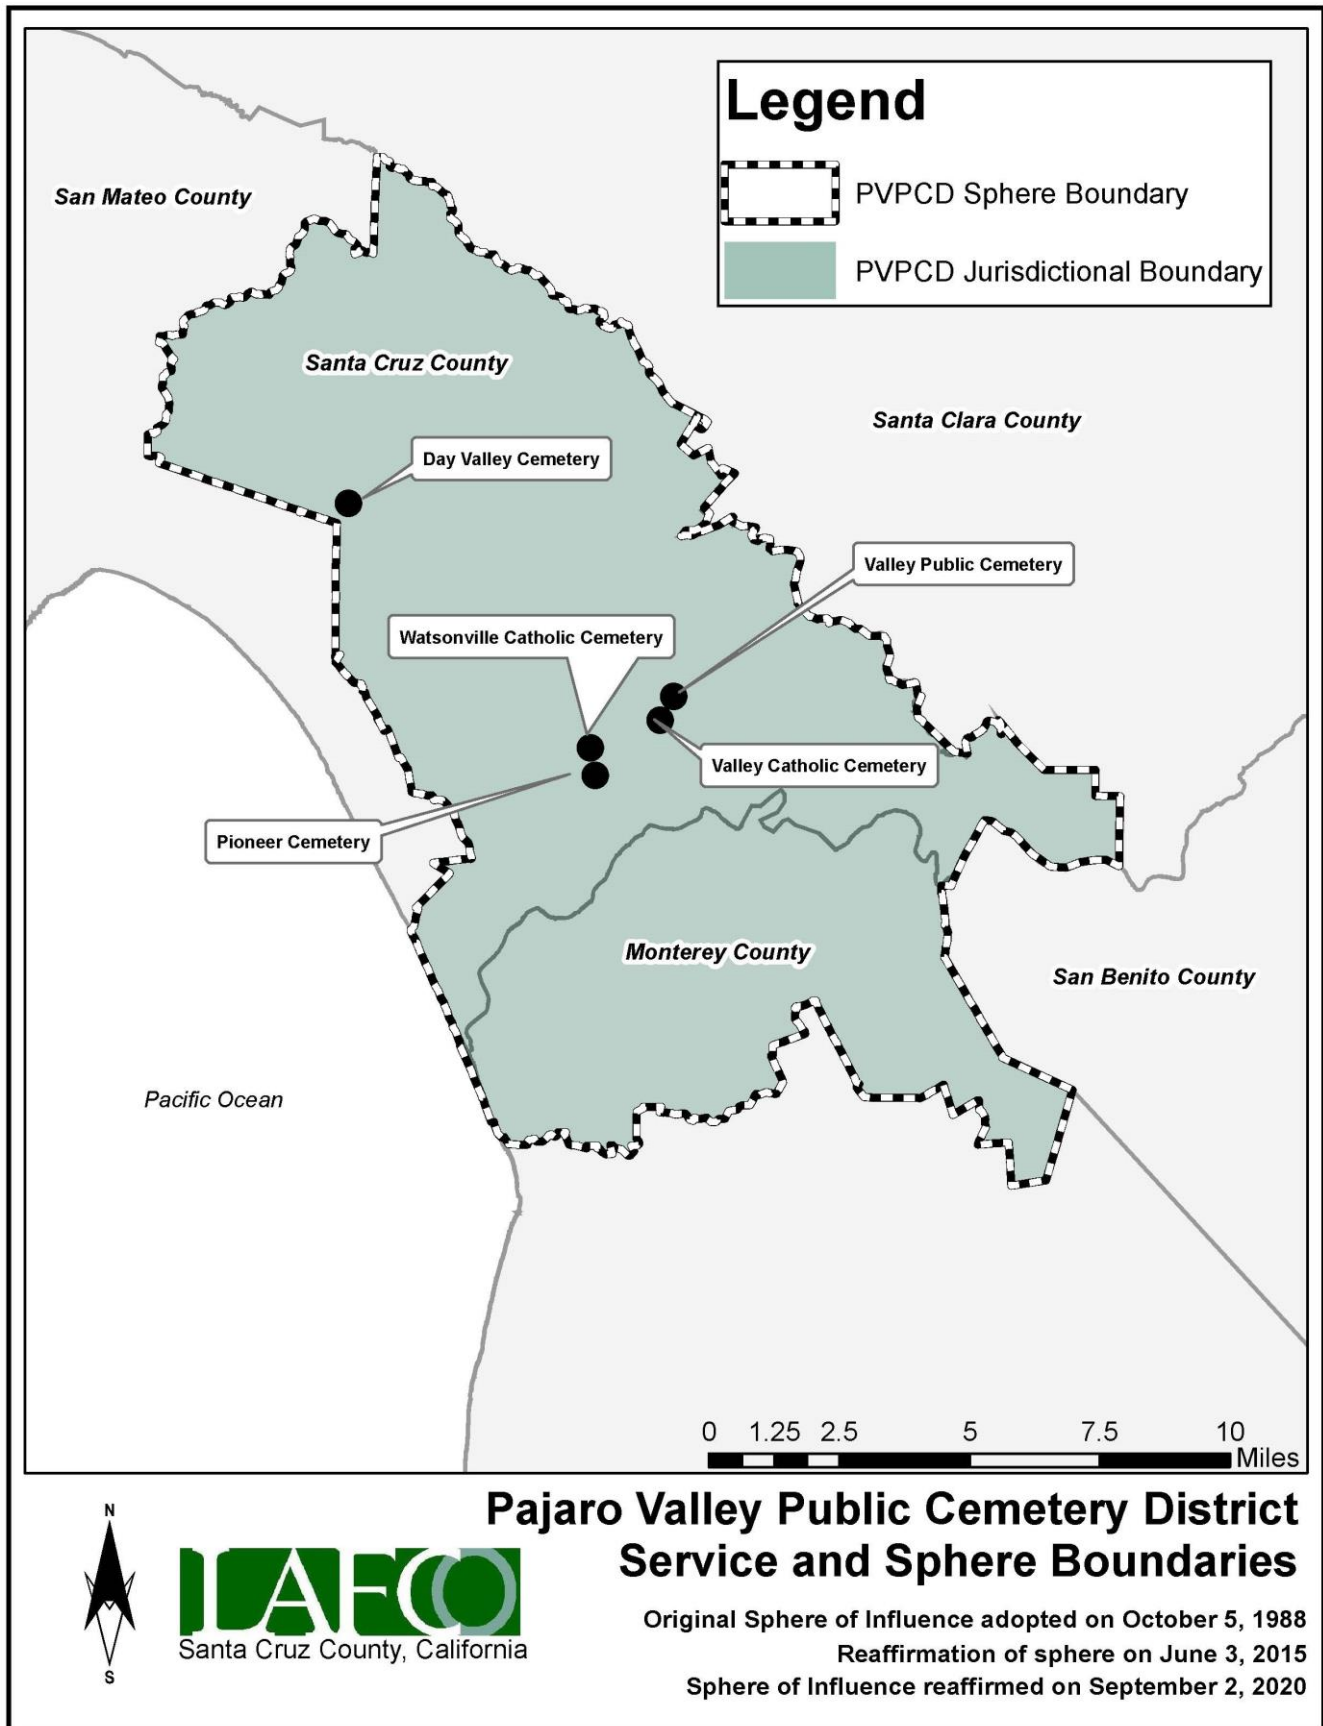 Legend
PVPCD Sphere Boundary
PVPCD Jurisdictional Boundary
San Mateo County
Santa Cruz County
Santa Clara County
Day Valley Cemetery
Valley Public Cemetery
Watsonville Catholic Cemetery
Valley Catholic Cemetery
Pioneer Cemetery
Monterey County
San Benito County
Pacific Ocean
0 1.25 2.5 5 7.5 10
Miles
N
S
LAFCO
Santa Cruz County, California
Pajaro Valley Public Cemetery District
Service and Sphere Boundaries
Original Sphere of Influence adopted on October 5, 1988
Reaffirmation of sphere on June 3, 2015
Sphere of Influence reaffirmed on September 2, 2020